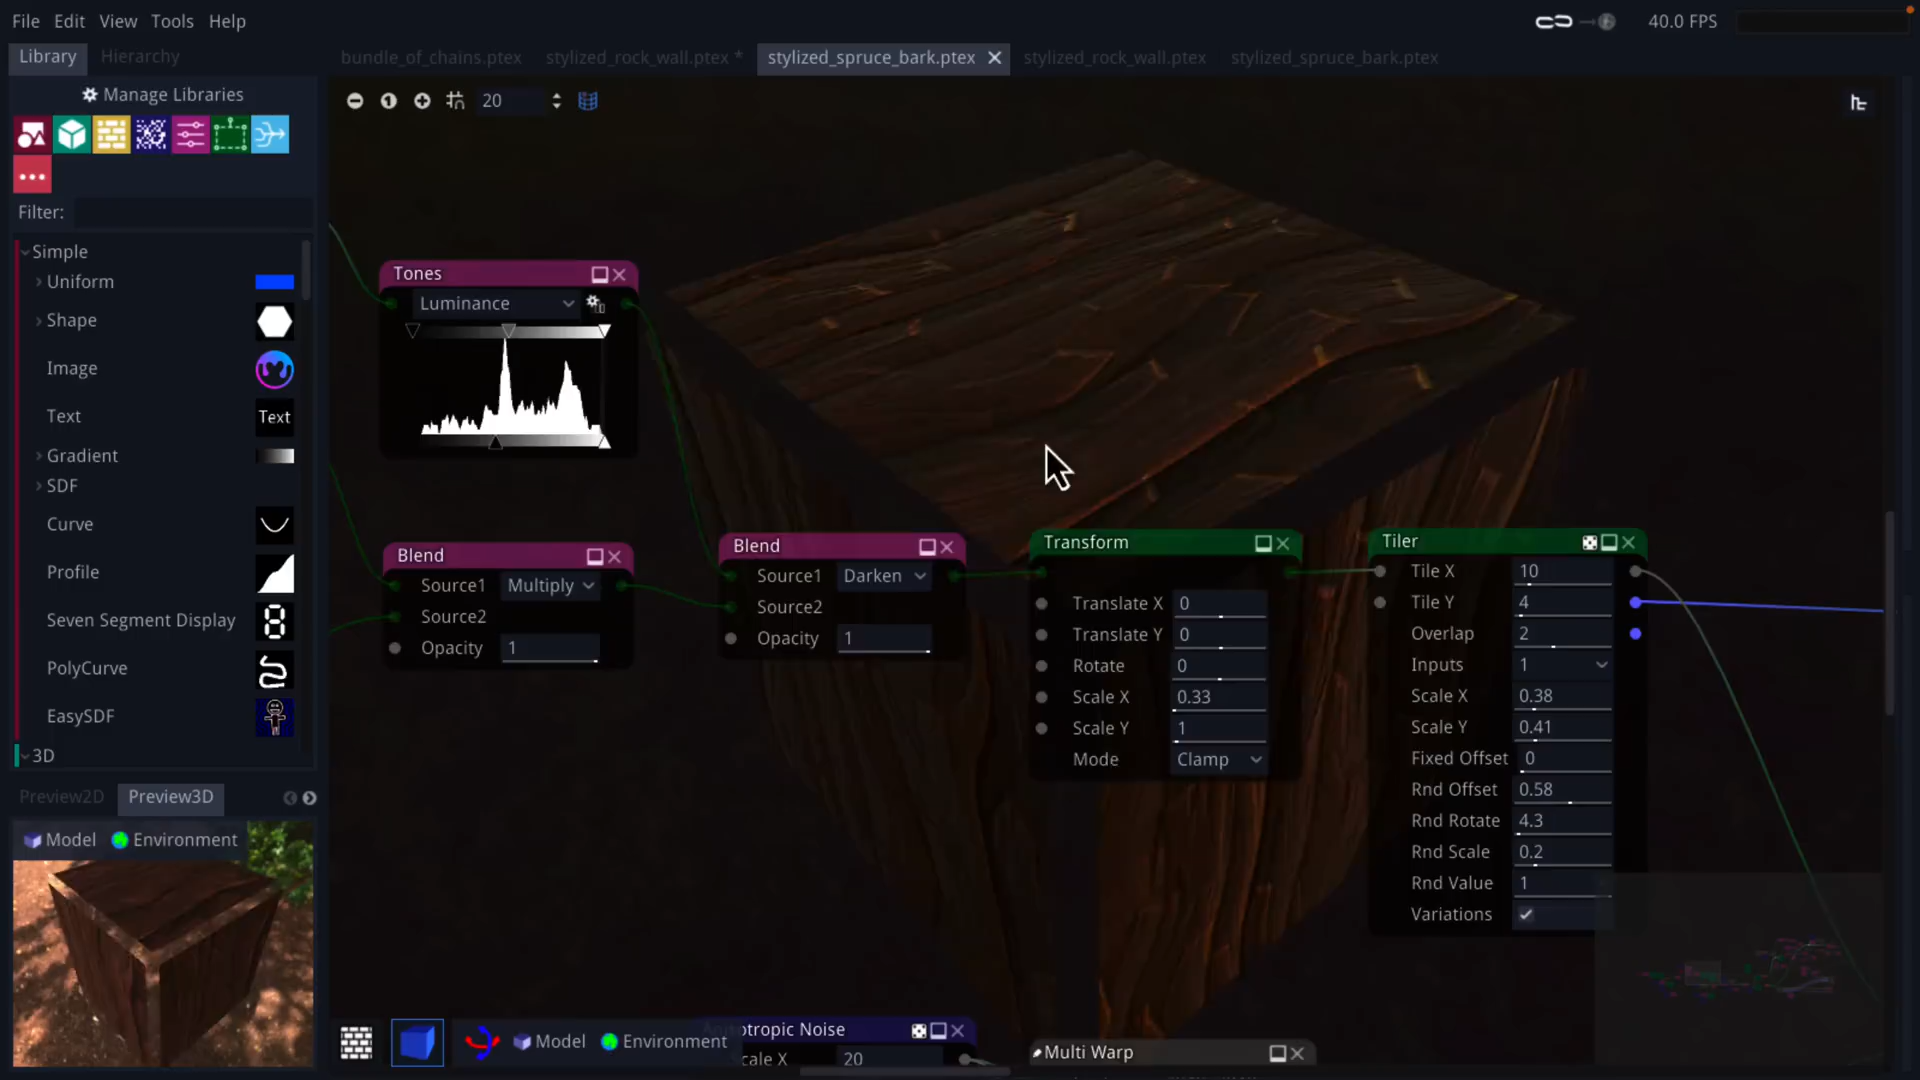 File Edit View Tools Help
40.0 FPS
Library Hierarchy
bundle_of_chains.ptex stylized_rock_wall.ptex * stylized_spruce_bark.ptex stylized_rock_wall.ptex stylized_spruce_bark.ptex
Manage Libraries
1 20
Filter:
Simple
Uniform
Shape
Image
Text Text
Gradient
SDF
Curve
Profile
Seven Segment Display
PolyCurve
EasySDF
3D
Preview2D Preview3D
Model Environment
Tones
Luminance
Blend
Source1 Multiply
Source2
Opacity 1
Blend
Source1 Darken
Source2
Opacity 1
Transform
Translate X 0
Translate Y 0
Rotate 0
Scale X 0.33
Scale Y 1
Mode Clamp
Tiler
Tile X 10
Tile Y 4
Overlap 2
Inputs 1
Scale X 0.38
Scale Y 0.41
Fixed Offset 0
Rnd Offset 0.58
Rnd Rotate 4.3
Rnd Scale 0.2
Rnd Value 1
Variations
Model Environment
otropic Noise
cale X 20
Multi Warp